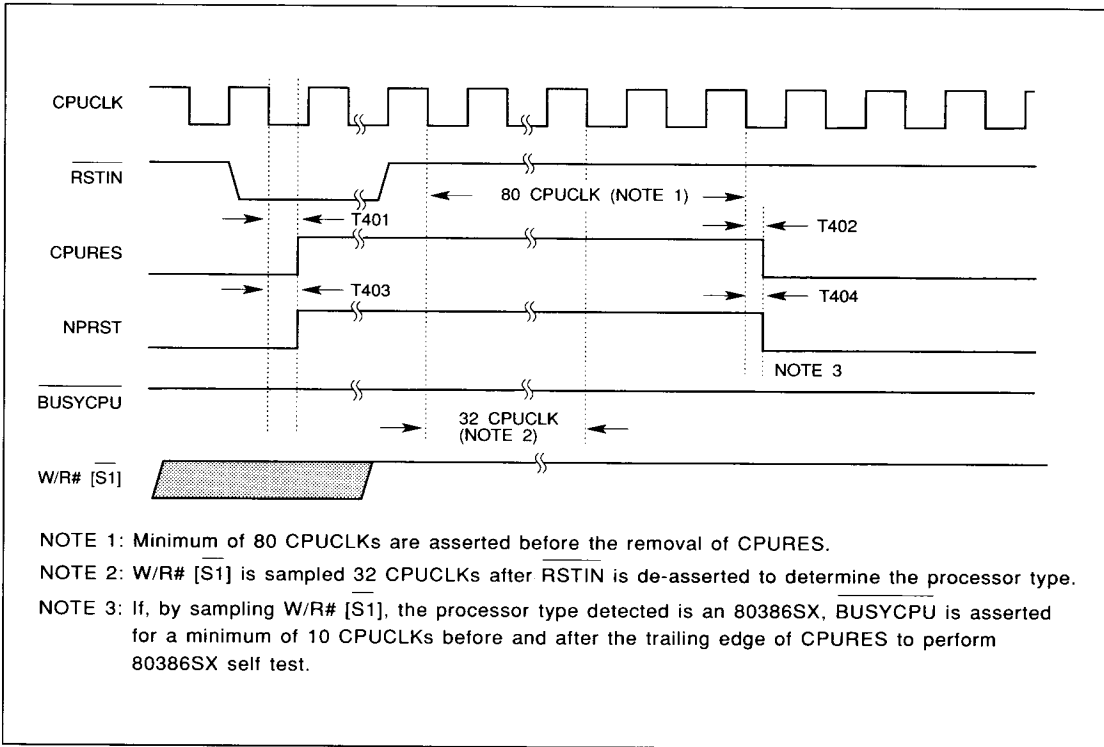 CPUCLK
RSTIN
80 CPUCLK (NOTE 1)
T401
T402
CPURES
T403
T404
NPRST
NOTE 3
BUSYCPU
32 CPUCLK
(NOTE 2)
W/R# [S1]
NOTE 1: Minimum of 80 CPUCLKs are asserted before the removal of CPURES.
NOTE 2: W/R# [S1] is sampled 32 CPUCLKs after RSTIN is de-asserted to determine the processor type.
NOTE 3: If, by sampling W/R# [S1], the processor type detected is an 80386SX, BUSYCPU is asserted
for a minimum of 10 CPUCLKs before and after the trailing edge of CPURES to perform
80386SX self test.